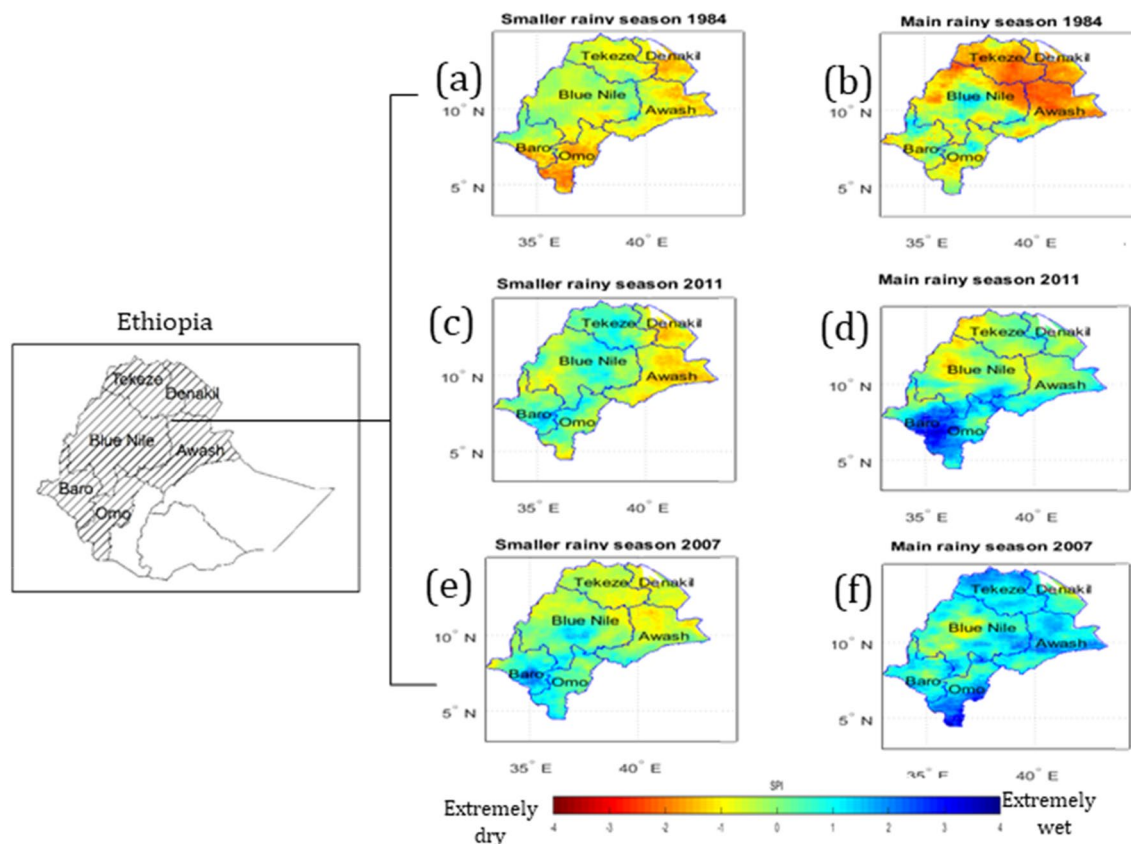 Ethiopia
Tekeze
Denakil
Blue Nile
Awash
Baro
Omo
Smaller rainy season 1984
(a)
Tekeze Denakil
Blue Nile
Awash
Baro
Omo
10° N
5° N
35° E
40° E
Main rainy season 1984
(b)
Tekeze Denakil
Blue Nile
Awash
Baro
Omo
10° N
5° N
35° E
40° E
Smaller rainy season 2011
(c)
Tekeze Denakil
Blue Nile
Awash
Baro
Omo
10° N
5° N
35° E
40° E
Main rainy season 2011
(d)
Tekeze Denakil
Blue Nile
Awash
Baro
Omo
10° N
5° N
35° E
40° E
Smaller rainy season 2007
(e)
Tekeze Denakil
Blue Nile
Awash
Baro
Omo
10° N
5° N
35° E
40° E
Main rainy season 2007
(f)
Tekeze Denakil
Blue Nile
Awash
Baro
Omo
10° N
5° N
35° E
40° E
SPI
Extremely
dry
-4 -3 -2 -1 0 1 2 3 4
Extremely
wet